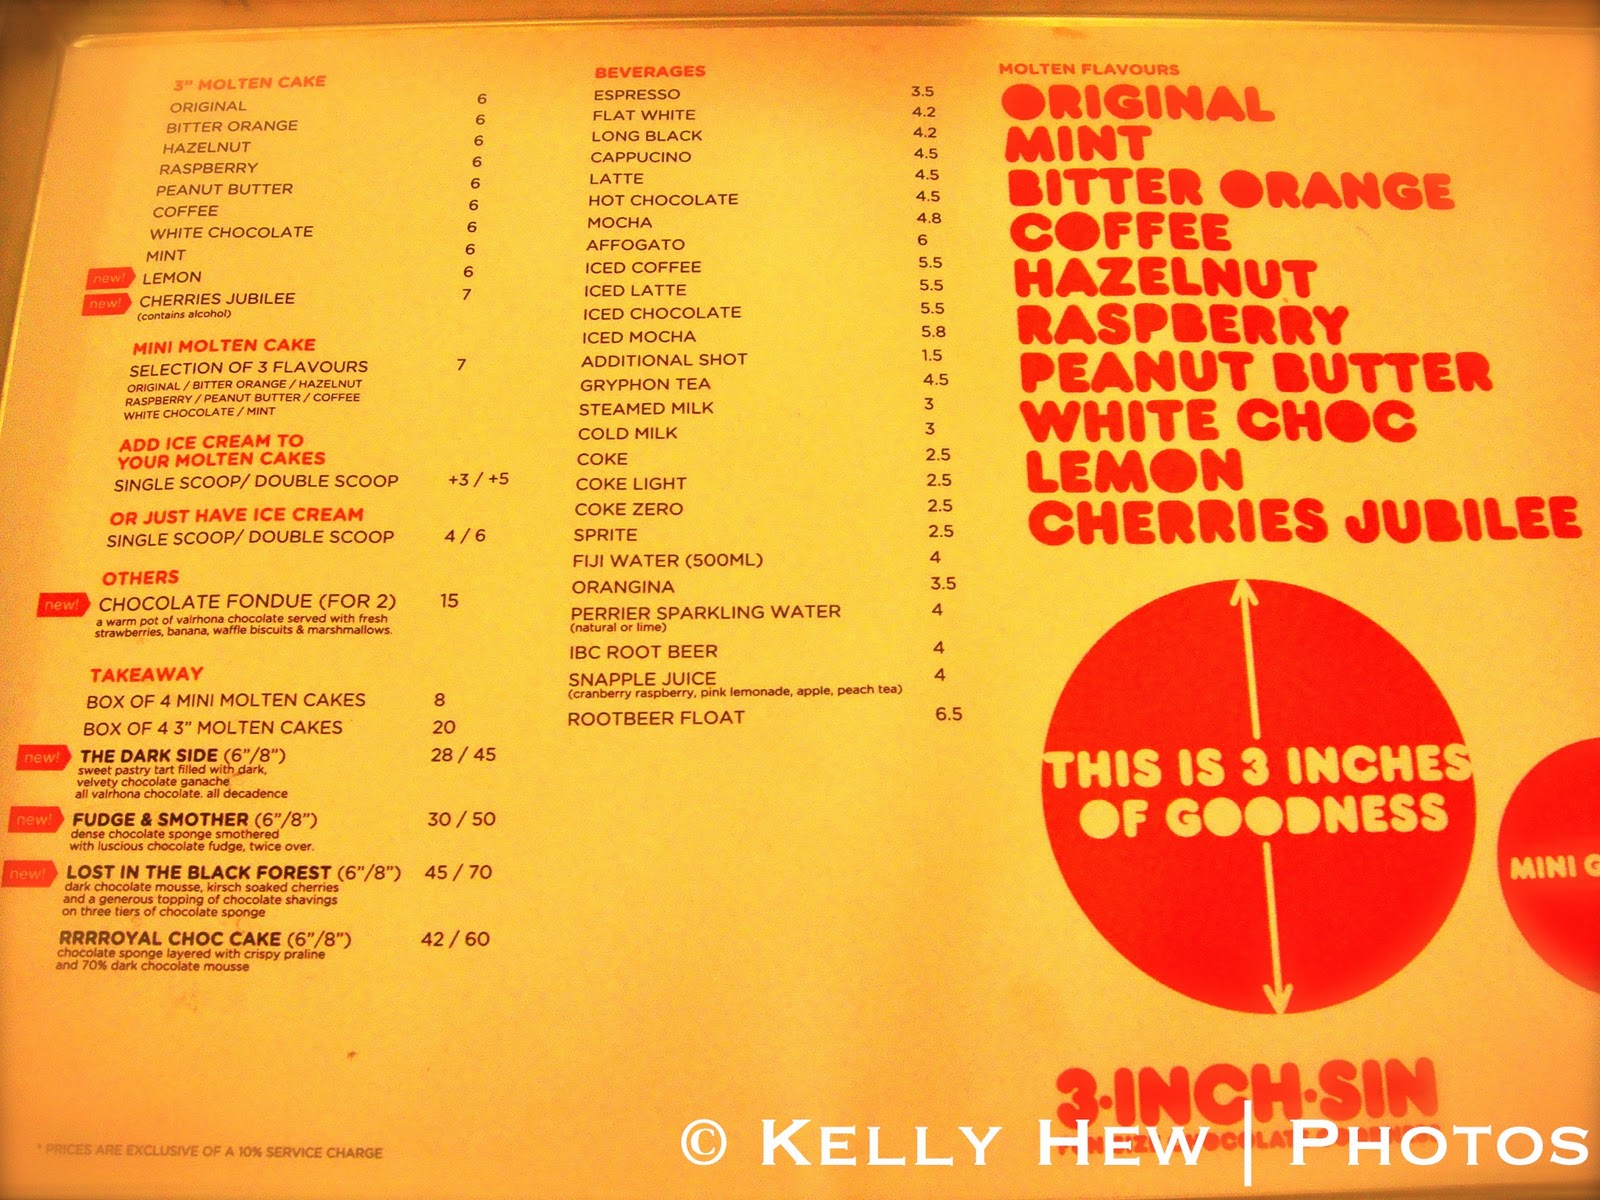 3" MOLTEN CAKE
ORIGINAL 6
BITTER ORANGE 6
HAZELNUT 6
RASPBERRY 6
PEANUT BUTTER 6
COFFEE 6
WHITE CHOCOLATE 6
MINT 6
new! LEMON 6
new! CHERRIES JUBILEE 7
(contains alcohol)
MINI MOLTEN CAKE
SELECTION OF 3 FLAVOURS 7
ORIGINAL / BITTER ORANGE / HAZELNUT
RASPBERRY / PEANUT BUTTER / COFFEE
WHITE CHOCOLATE / MINT
ADD ICE CREAM TO
YOUR MOLTEN CAKES
SINGLE SCOOP/ DOUBLE SCOOP +3 / +5
OR JUST HAVE ICE CREAM
SINGLE SCOOP/ DOUBLE SCOOP 4 / 6
OTHERS
new! CHOCOLATE FONDUE (FOR 2) 15
a warm pot of valrhona chocolate served with fresh
strawberries, banana, waffle biscuits & marshmallows.
TAKEAWAY
BOX OF 4 MINI MOLTEN CAKES 8
BOX OF 4 3" MOLTEN CAKES 20
new! THE DARK SIDE (6"/8") 28 / 45
sweet pastry tart filled with dark,
velvety chocolate ganache
all valrhona chocolate. all decadence
new! FUDGE & SMOTHER (6"/8") 30 / 50
dense chocolate sponge smothered
with luscious chocolate fudge, twice over.
new! LOST IN THE BLACK FOREST (6"/8") 45 / 70
dark chocolate mousse, kirsch soaked cherries
and a generous topping of chocolate shavings
on three tiers of chocolate sponge
RRRROYAL CHOC CAKE (6"/8") 42 / 60
chocolate sponge layered with crispy praline
and 70% dark chocolate mousse
* PRICES ARE EXCLUSIVE OF A 10% SERVICE CHARGE
BEVERAGES
ESPRESSO 3.5
FLAT WHITE 4.2
LONG BLACK 4.2
CAPPUCINO 4.5
LATTE 4.5
HOT CHOCOLATE 4.5
MOCHA 4.8
AFFOGATO 6
ICED COFFEE 5.5
ICED LATTE 5.5
ICED CHOCOLATE 5.5
ICED MOCHA 5.8
ADDITIONAL SHOT 1.5
GRYPHON TEA 4.5
STEAMED MILK 3
COLD MILK 3
COKE 2.5
COKE LIGHT 2.5
COKE ZERO 2.5
SPRITE 2.5
FIJI WATER (500ML) 4
ORANGINA 3.5
PERRIER SPARKLING WATER 4
(natural or lime)
IBC ROOT BEER 4
SNAPPLE JUICE 4
(cranberry raspberry, pink lemonade, apple, peach tea)
ROOTBEER FLOAT 6.5
MOLTEN FLAVOURS
ORIGINAL
MINT
BITTER ORANGE
COFFEE
HAZELNUT
RASPBERRY
PEANUT BUTTER
WHITE CHOC
LEMON
CHERRIES JUBILEE
THIS IS 3 INCHES
OF GOODNESS
MINI G
3·INCH·SIN
© KELLY HEW | PHOTOS